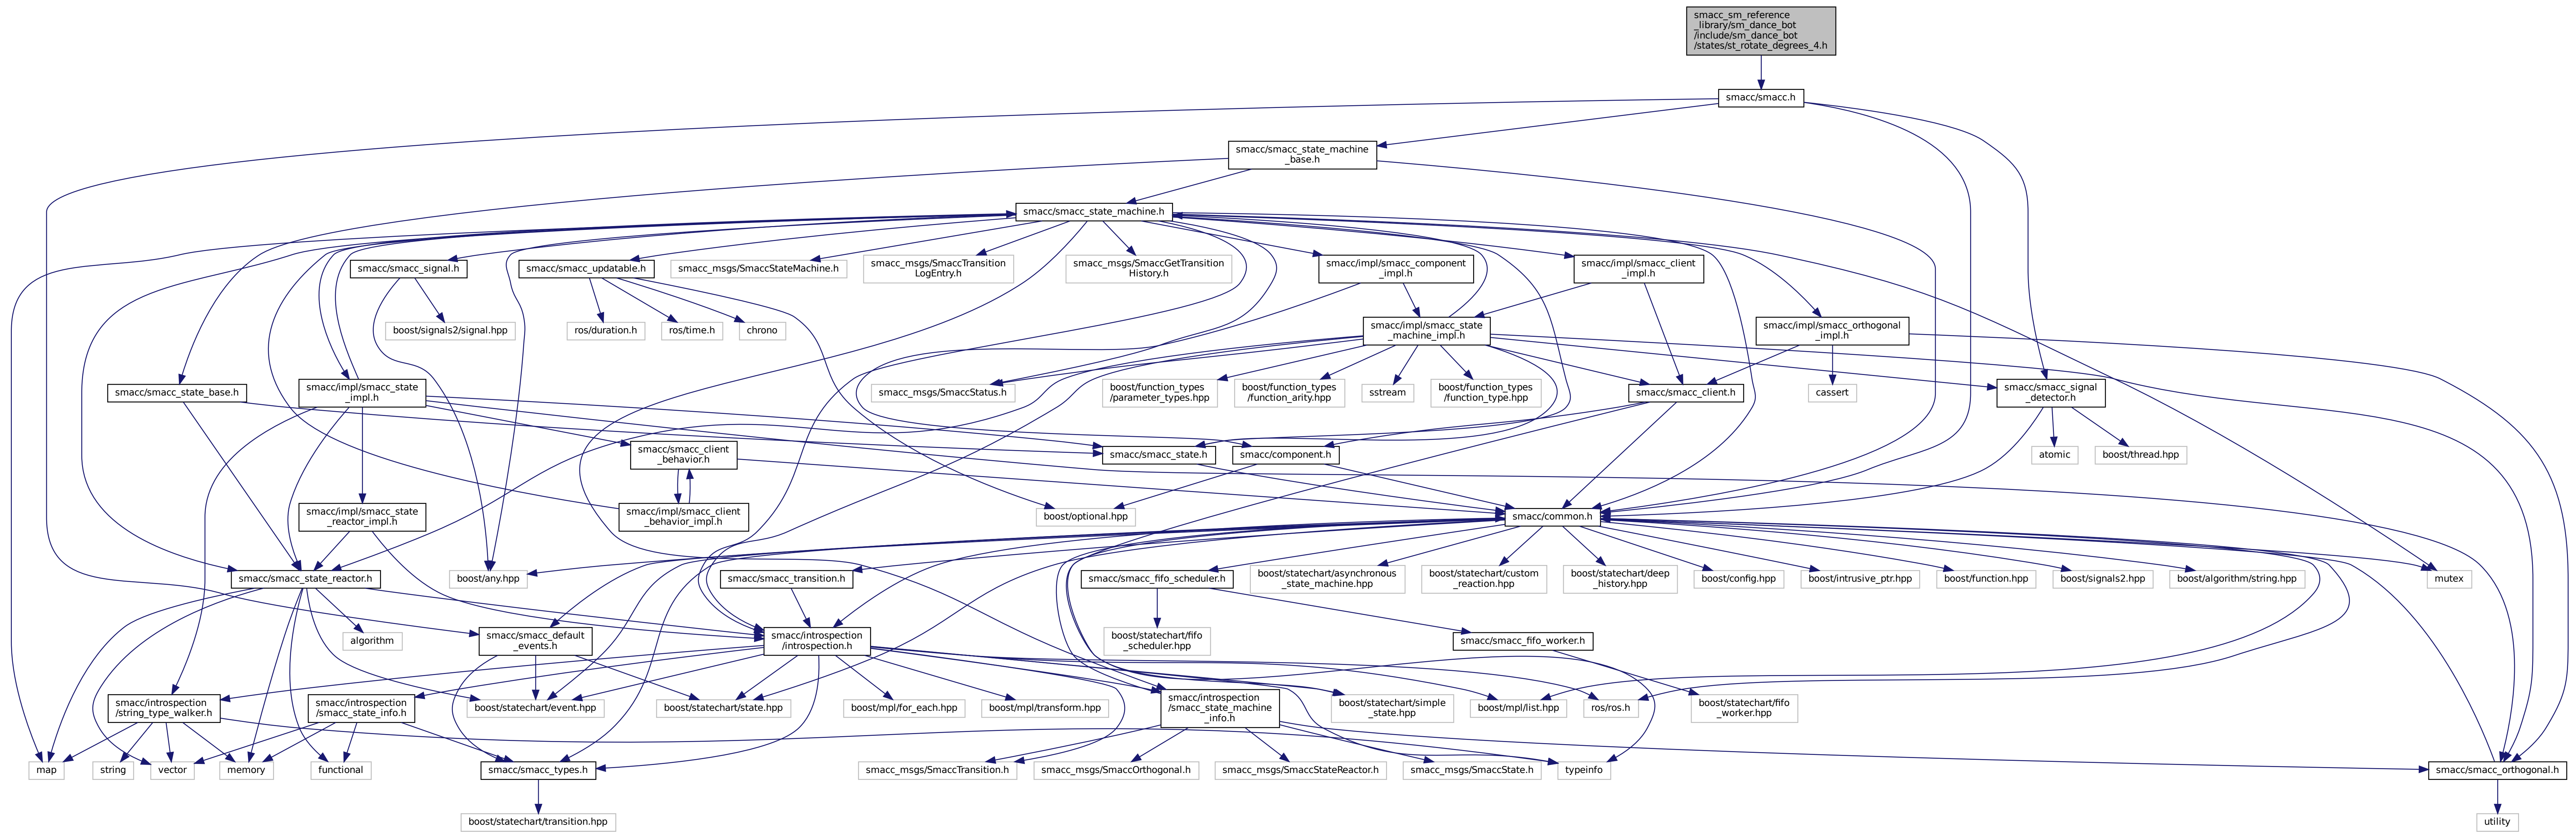 smacc_sm_reference
_library/sm_dance_bot
/include/sm_dance_bot
/states/st_rotate_degrees_4.h
smacc/smacc.h
smacc/smacc_state_machine
_base.h
smacc/smacc_state_machine.h
smacc/smacc_signal.h
smacc/smacc_updatable.h
smacc_msgs/SmaccStateMachine.h
smacc_msgs/SmaccTransition
LogEntry.h
smacc_msgs/SmaccGetTransition
History.h
smacc/impl/smacc_component
_impl.h
smacc/impl/smacc_client
_impl.h
boost/signals2/signal.hpp
ros/duration.h
ros/time.h
chrono
smacc/impl/smacc_state
_machine_impl.h
smacc/impl/smacc_orthogonal
_impl.h
smacc/smacc_state_base.h
smacc/impl/smacc_state
_impl.h
smacc_msgs/SmaccStatus.h
boost/function_types
/parameter_types.hpp
boost/function_types
/function_arity.hpp
sstream
boost/function_types
/function_type.hpp
smacc/smacc_client.h
cassert
smacc/smacc_signal
_detector.h
smacc/smacc_client
_behavior.h
smacc/smacc_state.h
smacc/component.h
atomic
boost/thread.hpp
smacc/impl/smacc_state
_reactor_impl.h
smacc/impl/smacc_client
_behavior_impl.h
boost/optional.hpp
smacc/common.h
smacc/smacc_state_reactor.h
boost/any.hpp
smacc/smacc_transition.h
smacc/smacc_fifo_scheduler.h
boost/statechart/asynchronous
_state_machine.hpp
boost/statechart/custom
_reaction.hpp
boost/statechart/deep
_history.hpp
boost/config.hpp
boost/intrusive_ptr.hpp
boost/function.hpp
boost/signals2.hpp
boost/algorithm/string.hpp
mutex
algorithm
smacc/smacc_default
_events.h
smacc/introspection
/introspection.h
boost/statechart/fifo
_scheduler.hpp
smacc/smacc_fifo_worker.h
smacc/introspection
/string_type_walker.h
smacc/introspection
/smacc_state_info.h
boost/statechart/event.hpp
boost/statechart/state.hpp
boost/mpl/for_each.hpp
boost/mpl/transform.hpp
smacc/introspection
/smacc_state_machine
_info.h
boost/statechart/simple
_state.hpp
boost/mpl/list.hpp
ros/ros.h
boost/statechart/fifo
_worker.hpp
map
string
vector
memory
functional
smacc/smacc_types.h
smacc_msgs/SmaccTransition.h
smacc_msgs/SmaccOrthogonal.h
smacc_msgs/SmaccStateReactor.h
smacc_msgs/SmaccState.h
typeinfo
smacc/smacc_orthogonal.h
boost/statechart/transition.hpp
utility